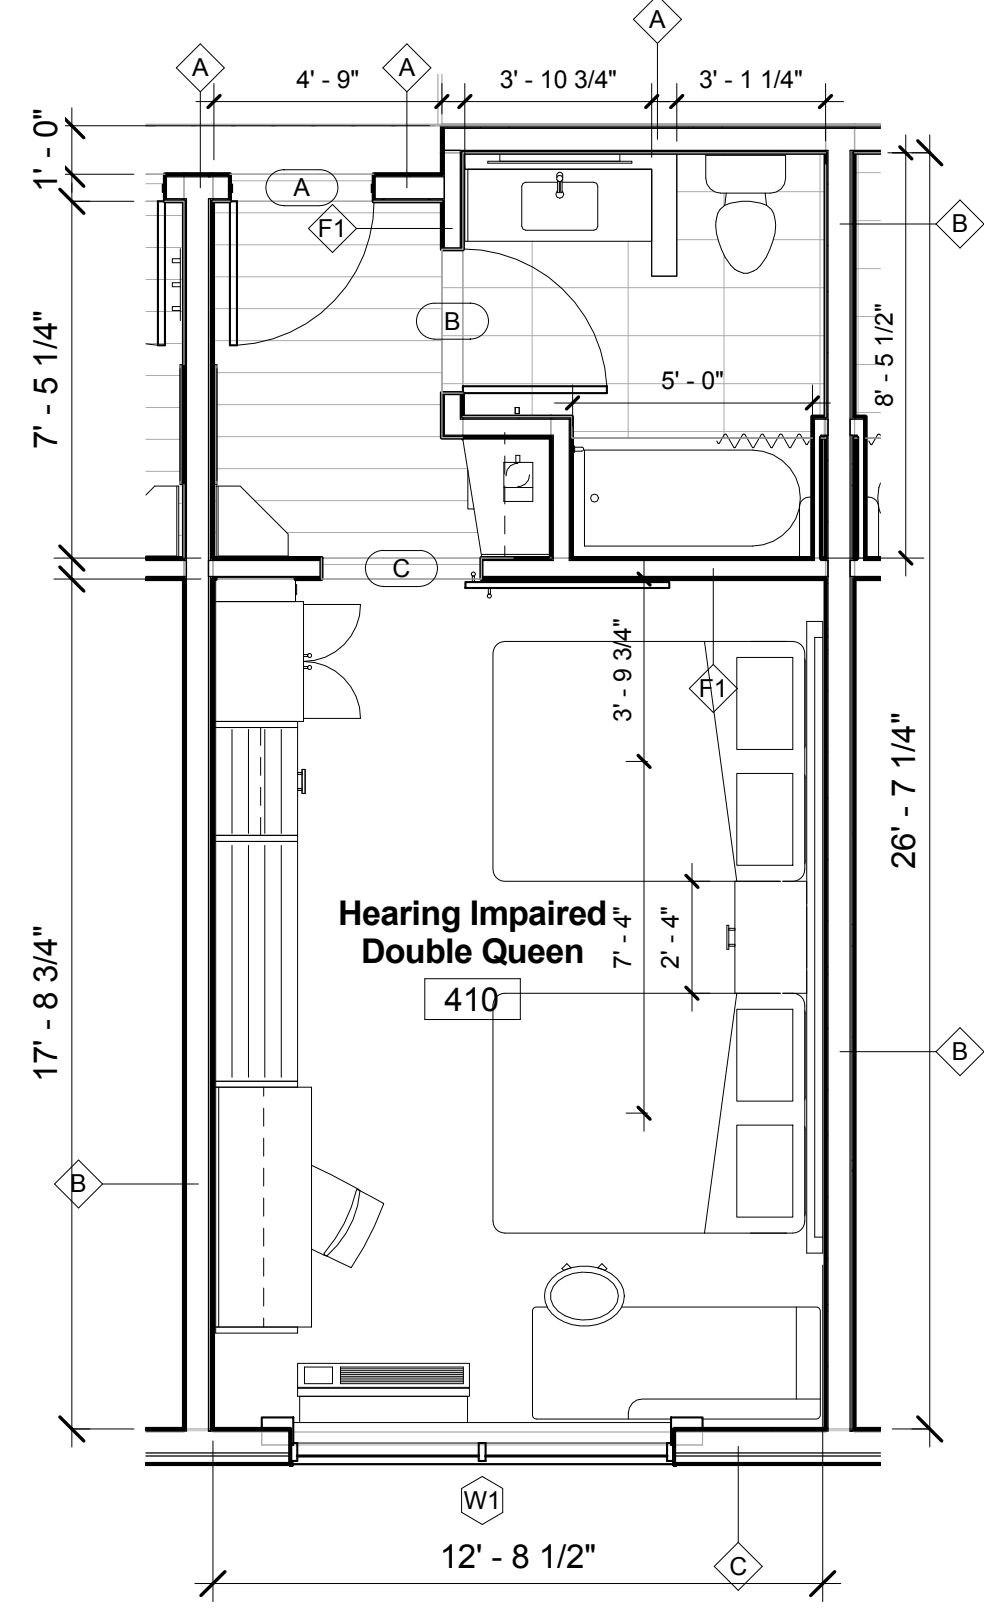 A
A
A
4' - 9"
3' - 10 3/4"
3' - 1 1/4"
1' - 0"
A
F1
B
B
7' - 5 1/4"
5' - 0"
8' - 5 1/2"
C
3' - 9 3/4"
F1
26' - 7 1/4"
Hearing Impaired
Double Queen
410
7' - 4"
2' - 4"
17' - 8 3/4"
B
B
W1
12' - 8 1/2"
C